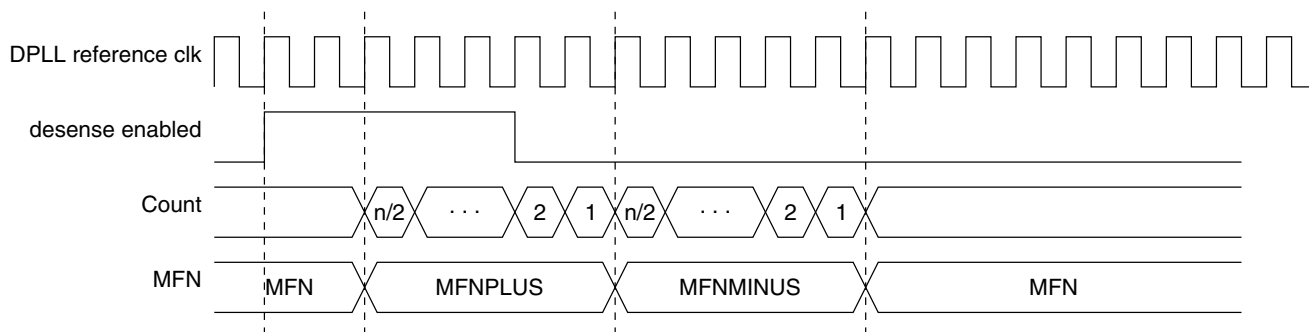 DPLL reference clk
desense enabled
Count n/2 · · · 2 1 n/2 · · · 2 1
MFN MFN MFNPLUS MFNMINUS MFN